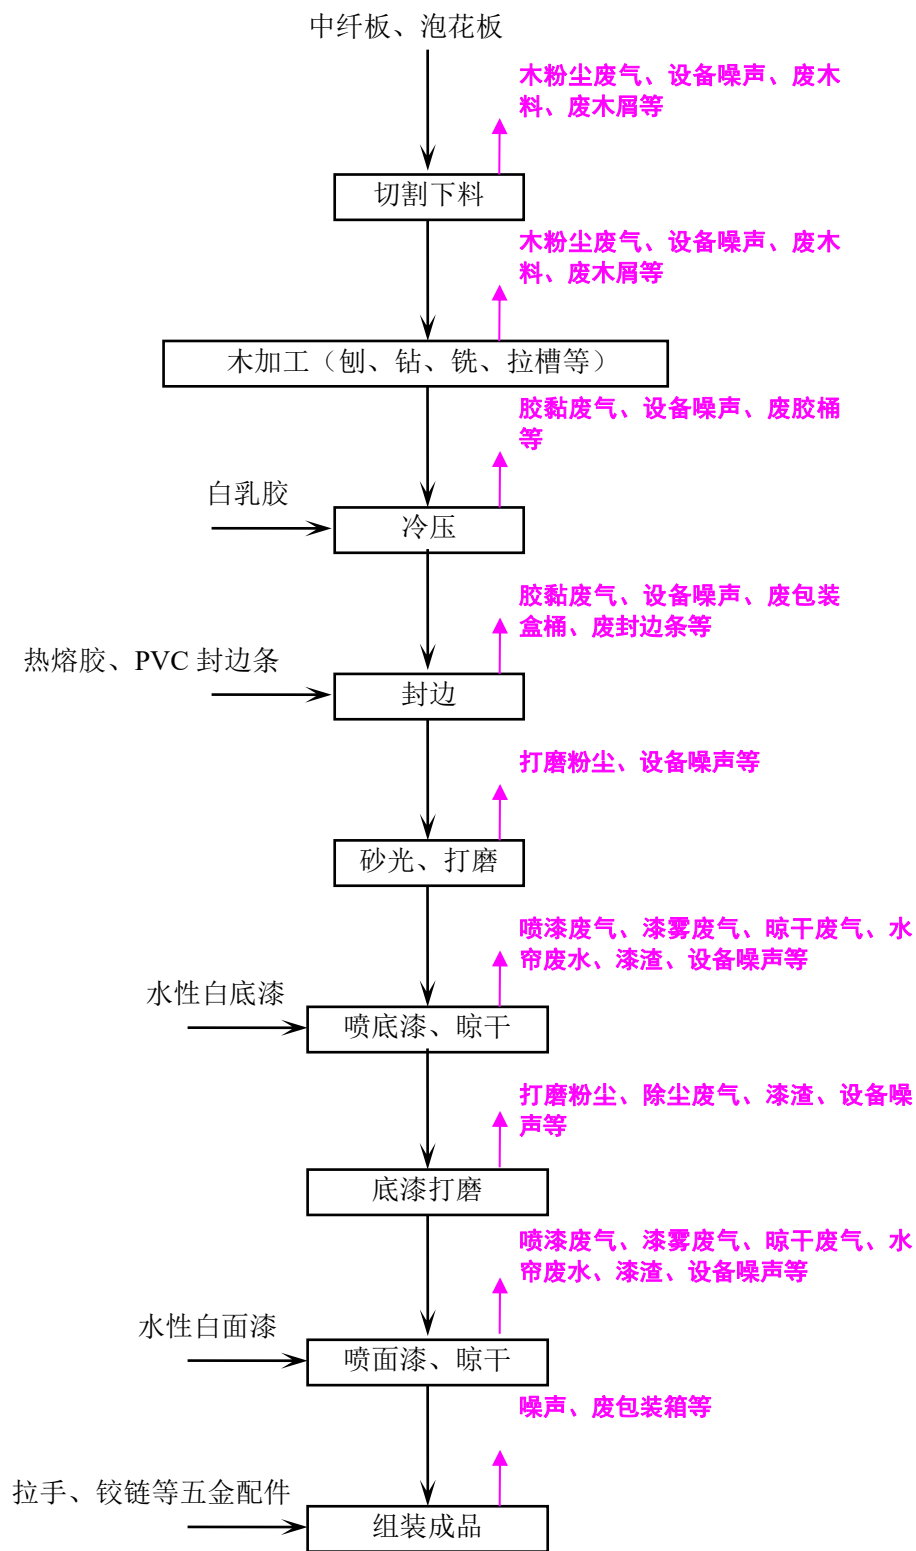 中纤板、泡花板
木粉尘废气、设备噪声、废木
料、废木屑等
切割下料
木粉尘废气、设备噪声、废木
料、废木屑等
木加工（刨、钻、铣、拉槽等）
胶黏废气、设备噪声、废胶桶
等
白乳胶
冷压
胶黏废气、设备噪声、废包装
盒桶、废封边条等
热熔胶、PVC 封边条
封边
打磨粉尘、设备噪声等
砂光、打磨
喷漆废气、漆雾废气、晾干废气、水
帘废水、漆渣、设备噪声等
水性白底漆
喷底漆、晾干
打磨粉尘、除尘废气、漆渣、设备噪
声等
底漆打磨
喷漆废气、漆雾废气、晾干废气、水
帘废水、漆渣、设备噪声等
水性白面漆
喷面漆、晾干
噪声、废包装箱等
拉手、铰链等五金配件
组装成品